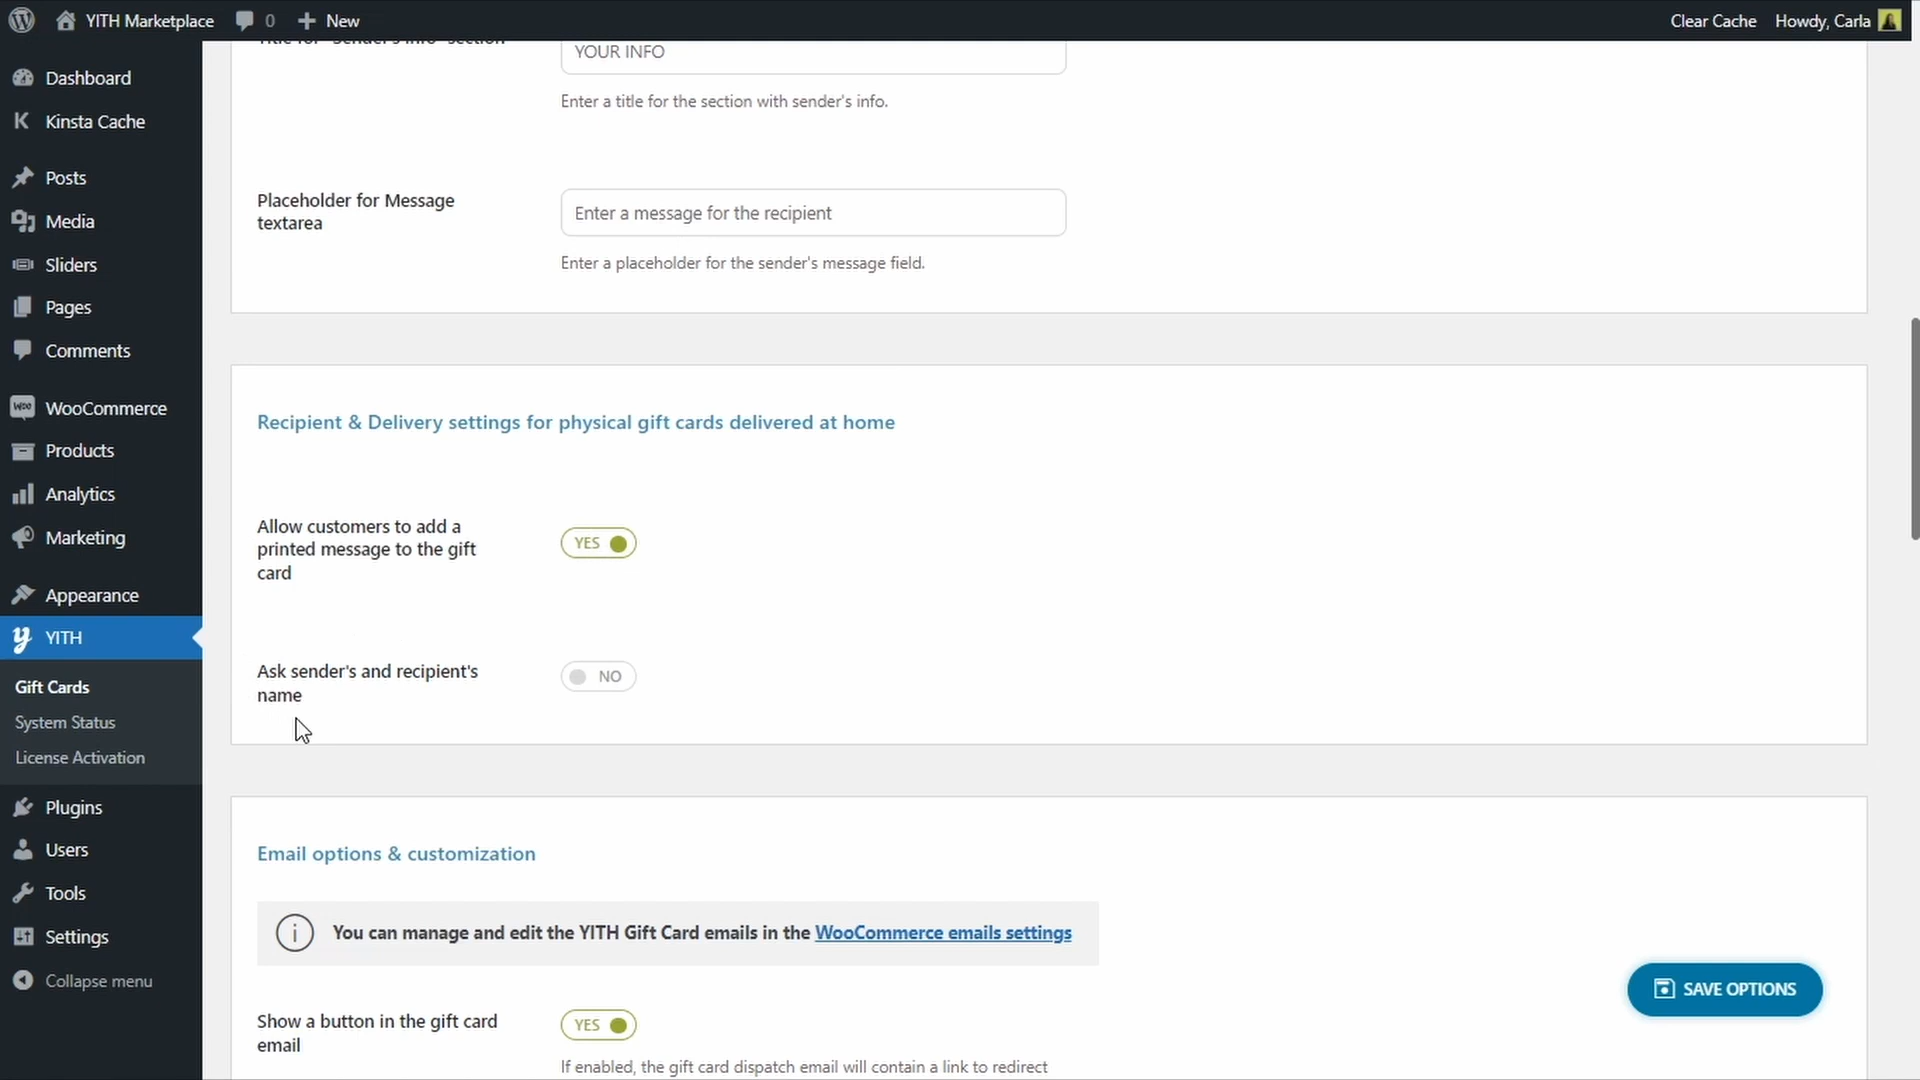 YITH Marketplace
0
New
Clear Cache
Howdy, Carla
Dashboard
Kinsta Cache
Posts
Media
Sliders
Pages
Comments
WooCommerce
Products
Analytics
Marketing
Appearance
YITH
Gift Cards
System Status
License Activation
Plugins
Users
Tools
Settings
Collapse menu
Title for "Sender's info" section
YOUR INFO
Enter a title for the section with sender's info.
Placeholder for Message
textarea
Enter a message for the recipient
Enter a placeholder for the sender's message field.
Recipient & Delivery settings for physical gift cards delivered at home
Allow customers to add a
printed message to the gift
card
YES
Ask sender's and recipient's
name
NO
Email options & customization
You can manage and edit the YITH Gift Card emails in the WooCommerce emails settings
Show a button in the gift card
email
YES
If enabled, the gift card dispatch email will contain a link to redirect
SAVE OPTIONS